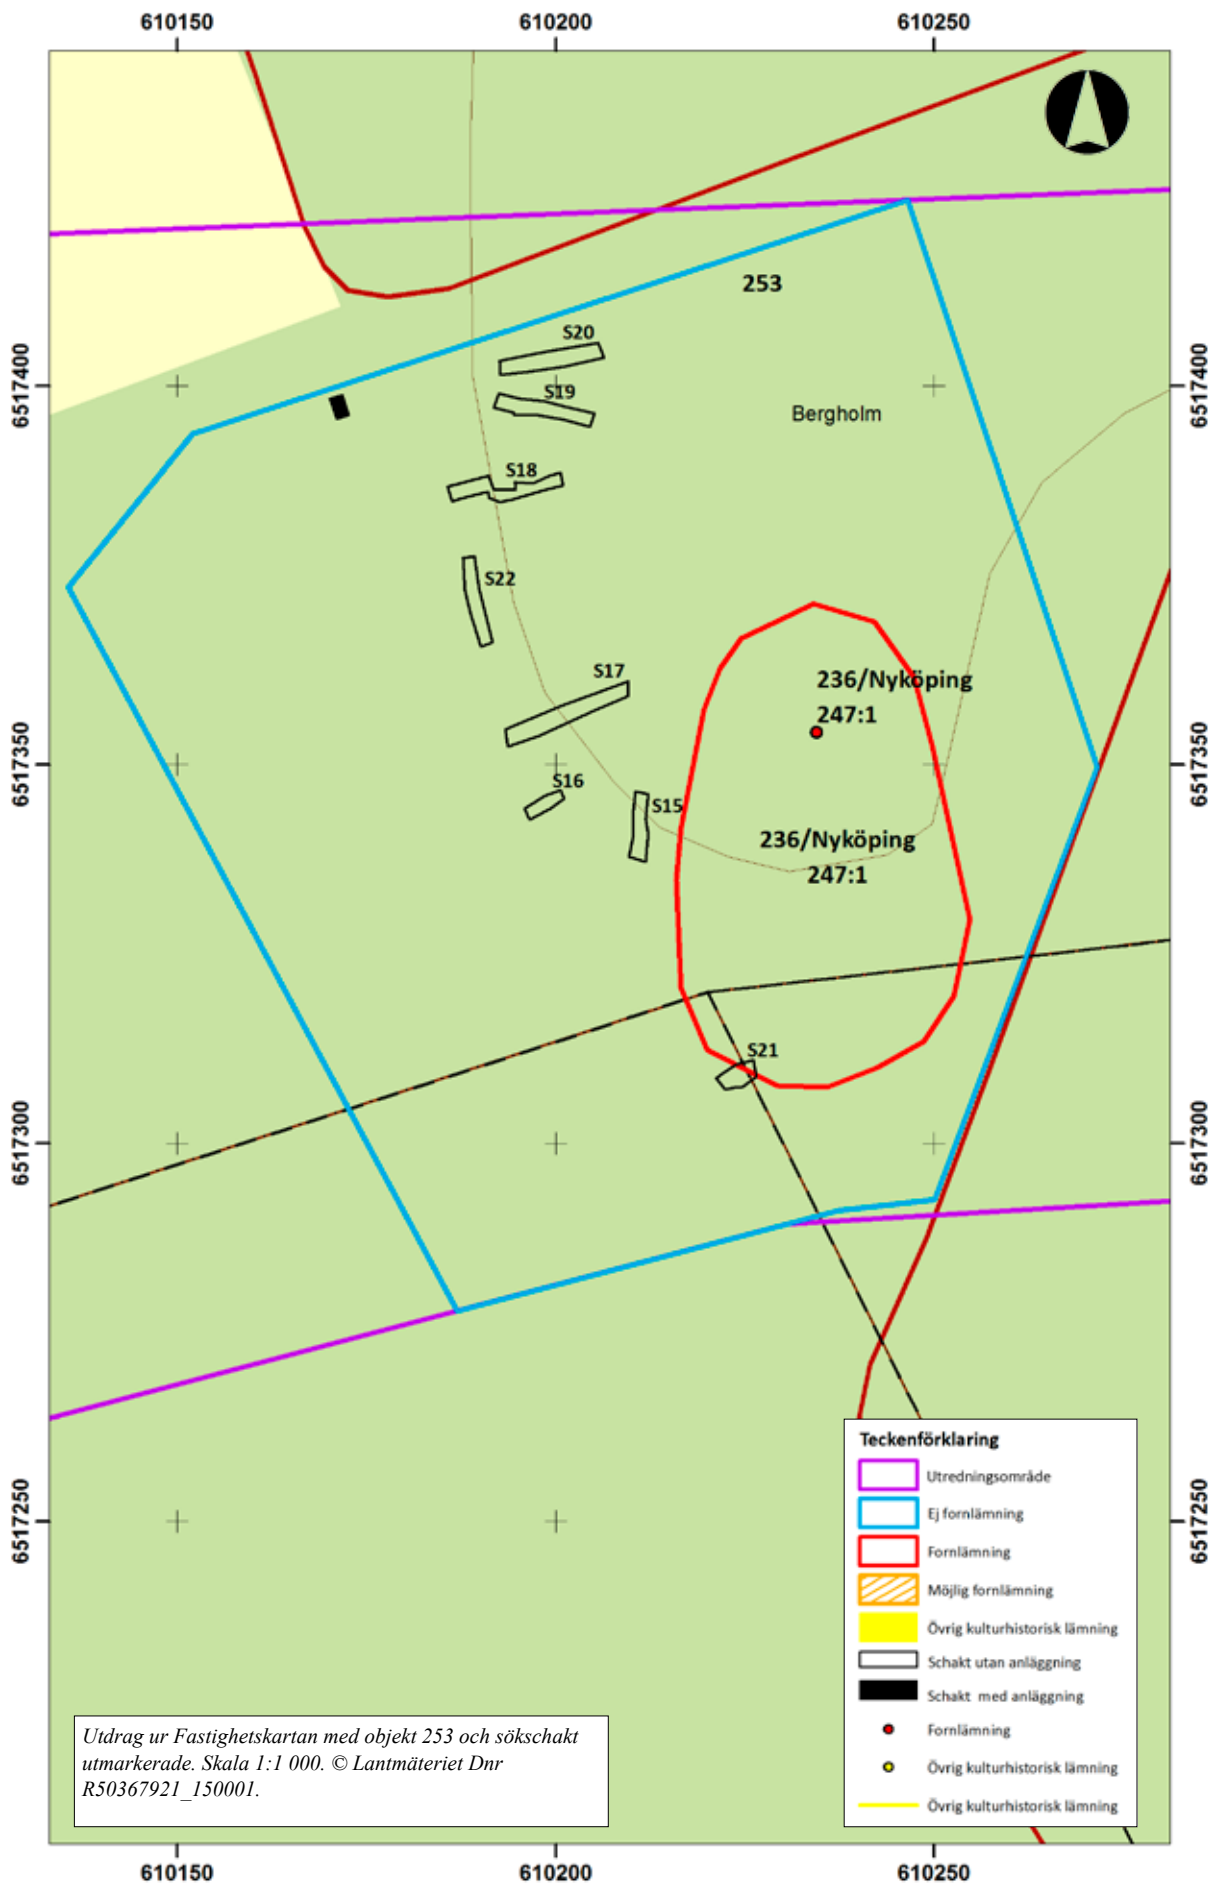 610150
610200
610250
253
S20
6517400
6517400
S19
Bergholm
S18
S22
S17
236/Nyköping
247:1
6517350
6517350
S16
S15
236/Nyköping
247:1
S21
6517300
6517300
Teckenförklaring
Utredningsområde
Ej fornlämning
Fornlämning
Möjlig fornlämning
Övrig kulturhistorisk lämning
Schakt utan anläggning
Schakt med anläggning
Fornlämning
Övrig kulturhistorisk lämning
Övrig kulturhistorisk lämning
6517250
6517250
Utdrag ur Fastighetskartan med objekt 253 och sökschakt
utmarkerade. Skala 1:1 000. © Lantmäteriet Dnr
R50367921_150001.
610150
610200
610250